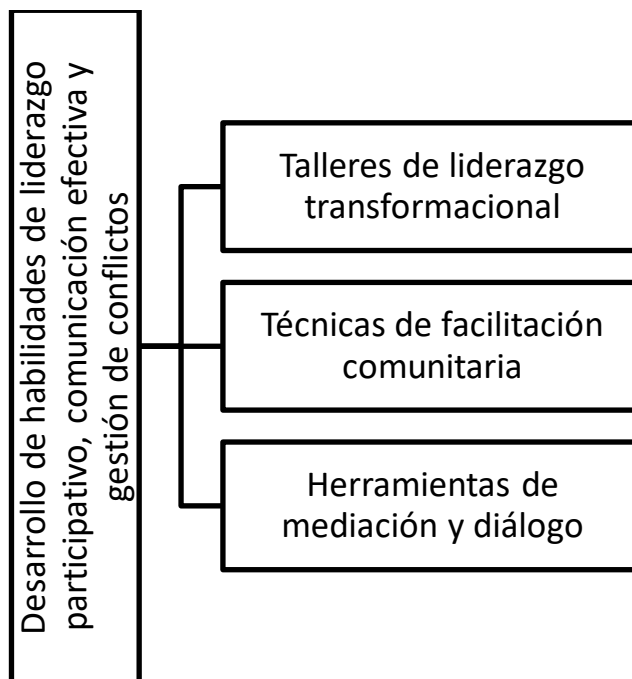 Desarrollo de habilidades de liderazgo
participativo, comunicación efectiva y
gestión de conflictos
Talleres de liderazgo
transformacional
Técnicas de facilitación
comunitaria
Herramientas de
mediación y diálogo